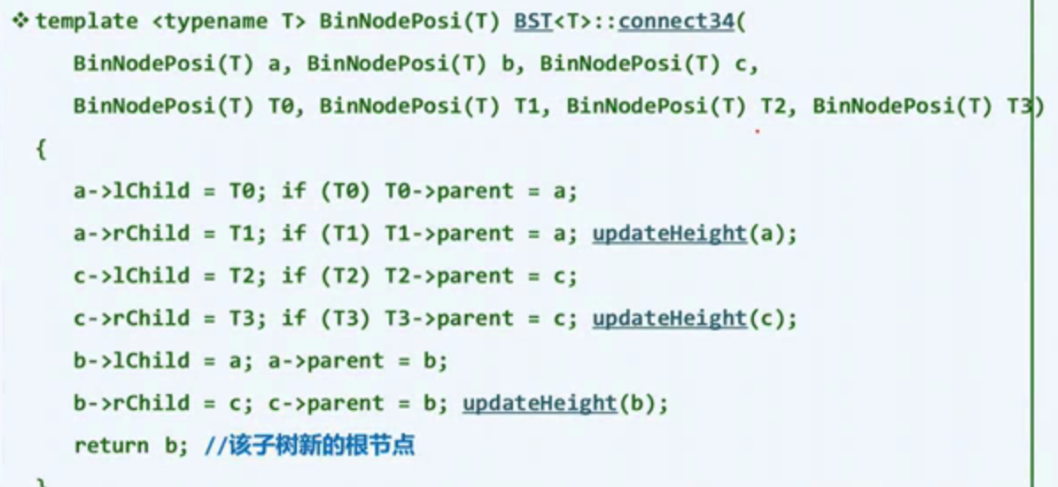 ❖template <typename T> BinNodePosi(T) BST<T>::connect34(
BinNodePosi(T) a, BinNodePosi(T) b, BinNodePosi(T) c,
BinNodePosi(T) T0, BinNodePosi(T) T1, BinNodePosi(T) T2, BinNodePosi(T) T3)
{
a->lChild = T0; if (T0) T0->parent = a;
a->rChild = T1; if (T1) T1->parent = a; updateHeight(a);
c->lChild = T2; if (T2) T2->parent = c;
c->rChild = T3; if (T3) T3->parent = c; updateHeight(c);
b->lChild = a; a->parent = b;
b->rChild = c; c->parent = b; updateHeight(b);
return b; //该子树新的根节点
}